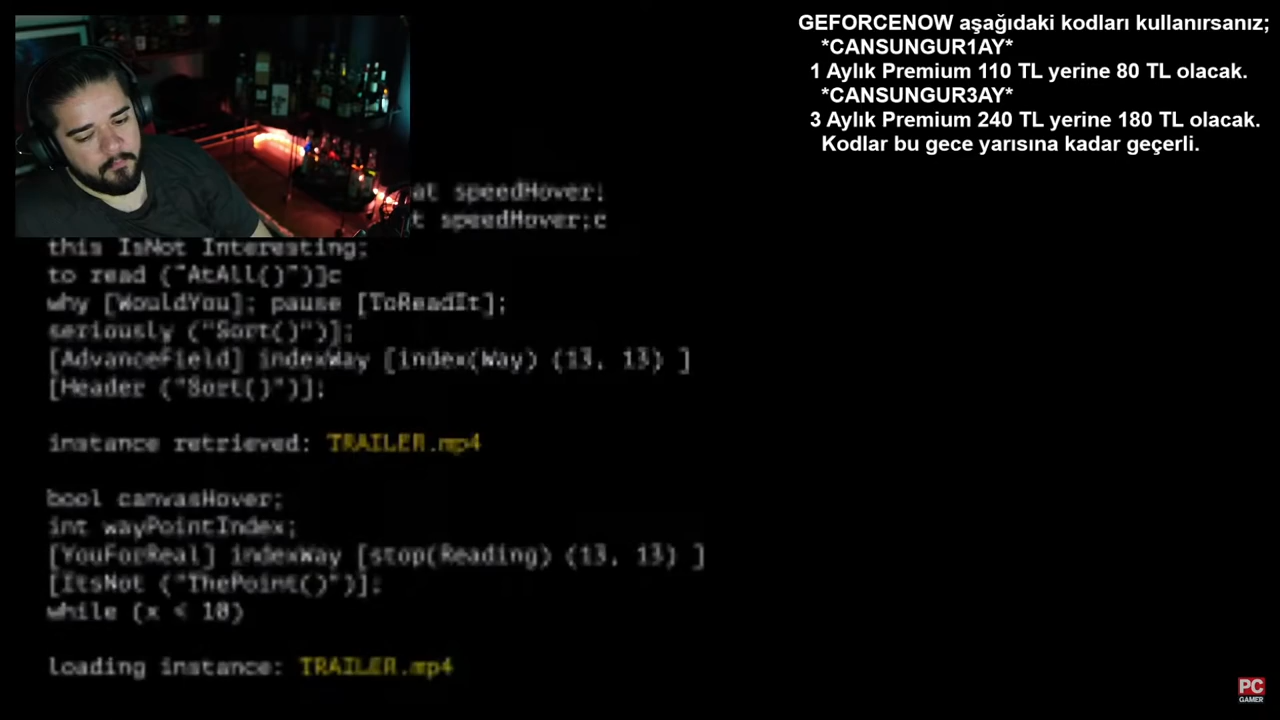 GEFORCENOW aşağıdaki kodları kullanırsanız;
*CANSUNGUR1AY*
1 Aylık Premium 110 TL yerine 80 TL olacak.
*CANSUNGUR3AY*
3 Aylık Premium 240 TL yerine 180 TL olacak.
Kodlar bu gece yarısına kadar geçerli.
at speedHover;
t speedHover;c
this IsNot Interesting;
to read ("AtAll()")]c
why [WouldYou]; pause [ToReadIt];
seriously ("Sort()")];
[AdvanceField] indexWay [index(Way) (13, 13) ]
[Header ("Sort()")];
instance retrieved: TRAILER.mp4
bool canvasHover;
int wayPointIndex;
[YouForReal] indexWay [stop(Reading) (13, 13) ]
[ItsNot ("ThePoint()")];
while (x < 10)
loading instance: TRAILER.mp4
PC
GAMER